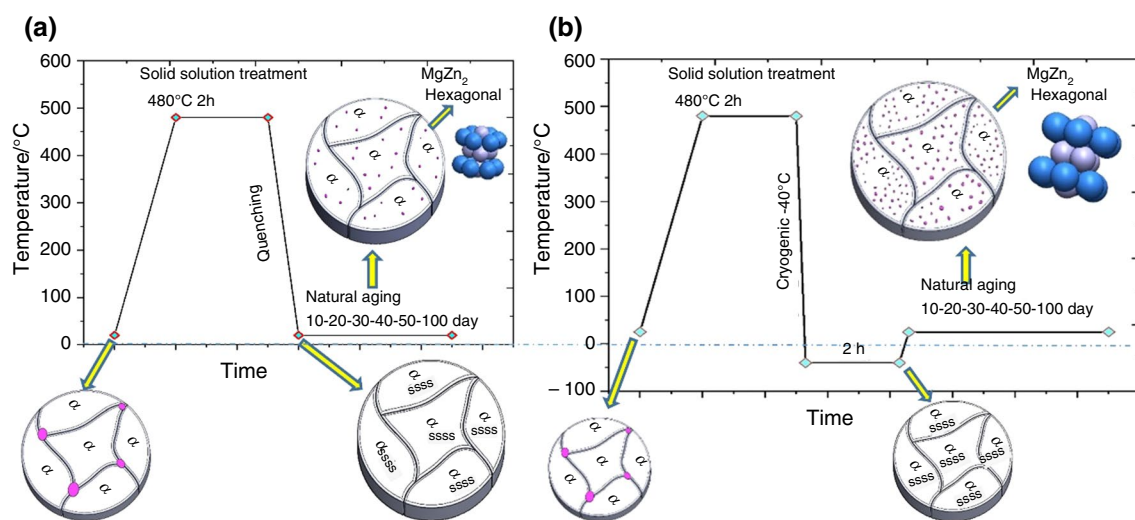 (a)
600
500
400
300
200
100
0
Temperature/°C
Time
Solid solution treatment
480°C 2h
Quenching
MgZn2
Hexagonal
α
α
α
α
α
Natural aging
10-20-30-40-50-100 day
α
α
α
α
α
α
ssss
α
ssss
α
ssss
αssss
α
ssss
(b)
600
500
400
300
200
100
0
– 100
Temperature/°C
Time
Solid solution treatment
480°C 2h
Cryogenic -40°C
2 h
MgZn2
Hexagonal
α
α
α
α
α
Natural aging
10-20-30-40-50-100 day
α
α
α
α
α
α
ssss
α
ssss
α
ssss
α
ssss
α
ssss